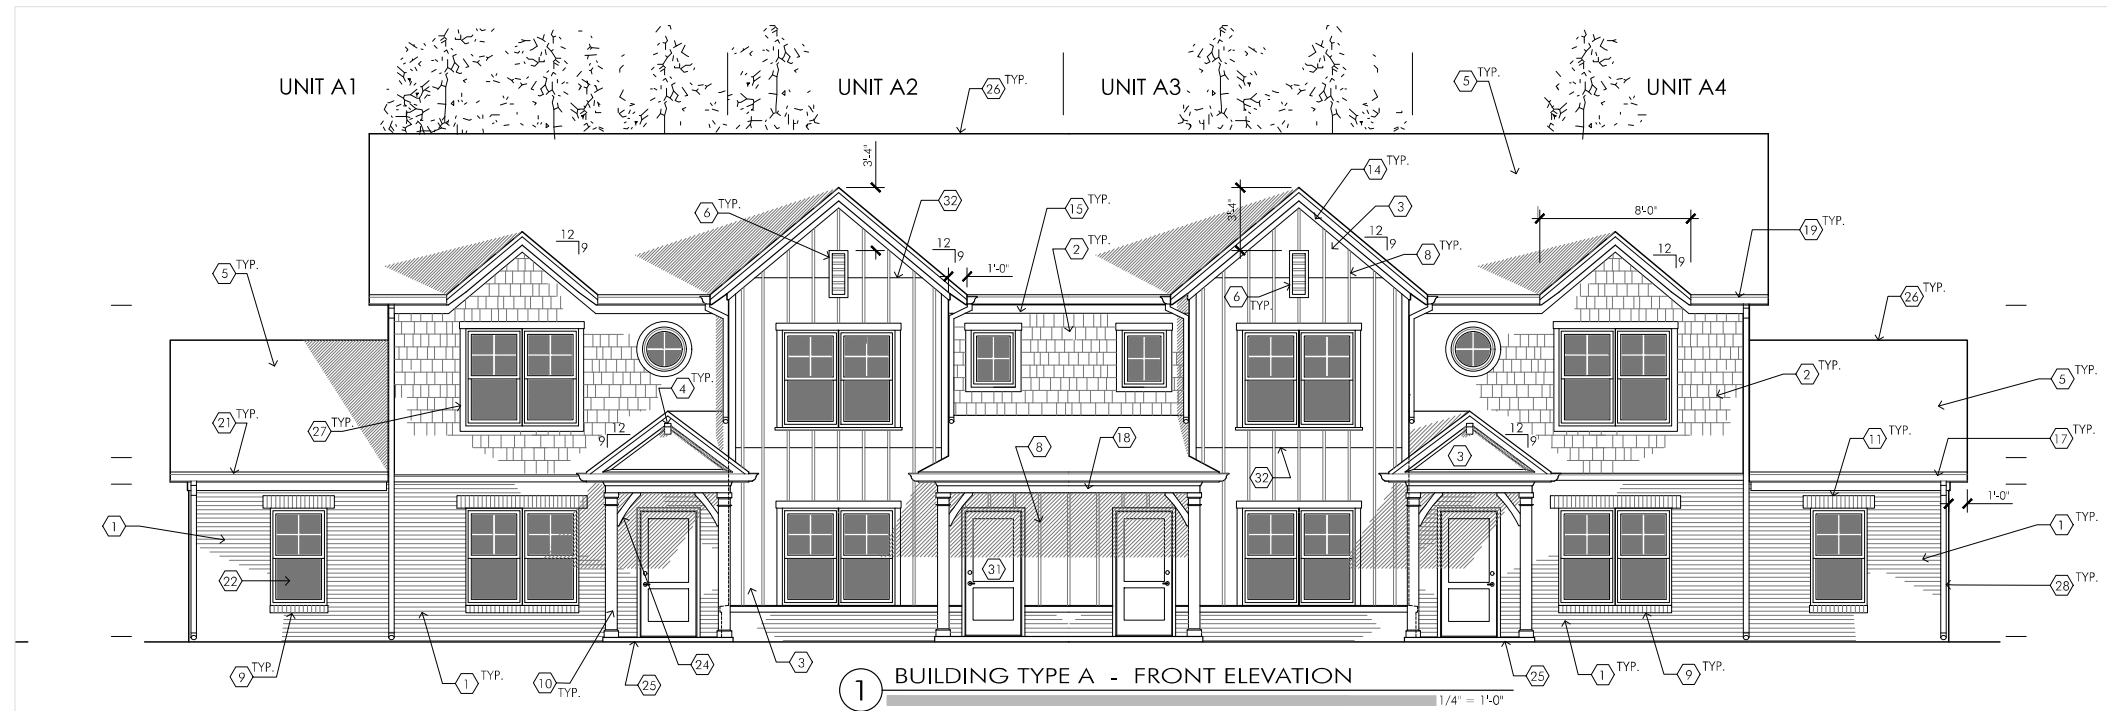 UNIT A1
UNIT A2
UNIT A3
UNIT A4
26 TYP.
5 TYP.
3'-4"
14 TYP.
32
6 TYP.
15 TYP.
3'-4"
3
8'-0"
12
9
12
9
2 TYP.
12
9
8 TYP.
12
9
19 TYP.
5 TYP.
1'-0"
6
TYP.
26 TYP.
4 TYP.
2 TYP.
5 TYP.
21 TYP.
27 TYP.
12
9
8
18
3
12
9
11 TYP.
17 TYP.
32
1'-0"
1
1 TYP.
22
31
28 TYP.
9 TYP.
1 TYP.
10
TYP.
25
24
3
25
1 TYP.
9 TYP.
1
BUILDING TYPE A - FRONT ELEVATION
1/4" = 1'-0"